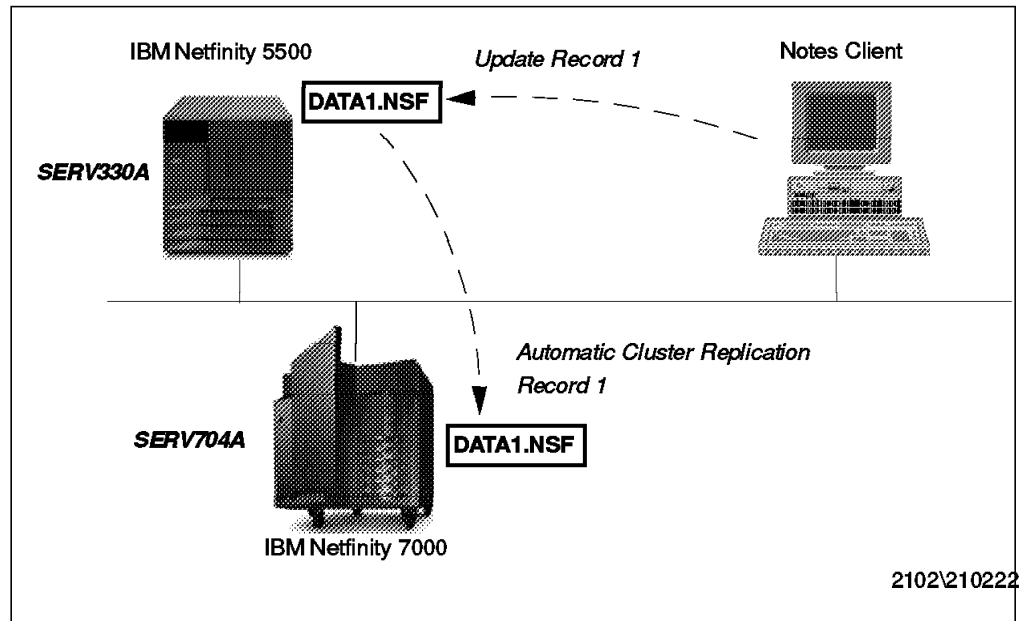 IBM Netfinity 5500
Update Record 1
Notes Client
DATA1.NSF
SERV330A
Automatic Cluster Replication
Record 1
SERV704A
DATA1.NSF
IBM Netfinity 7000
2102\210222